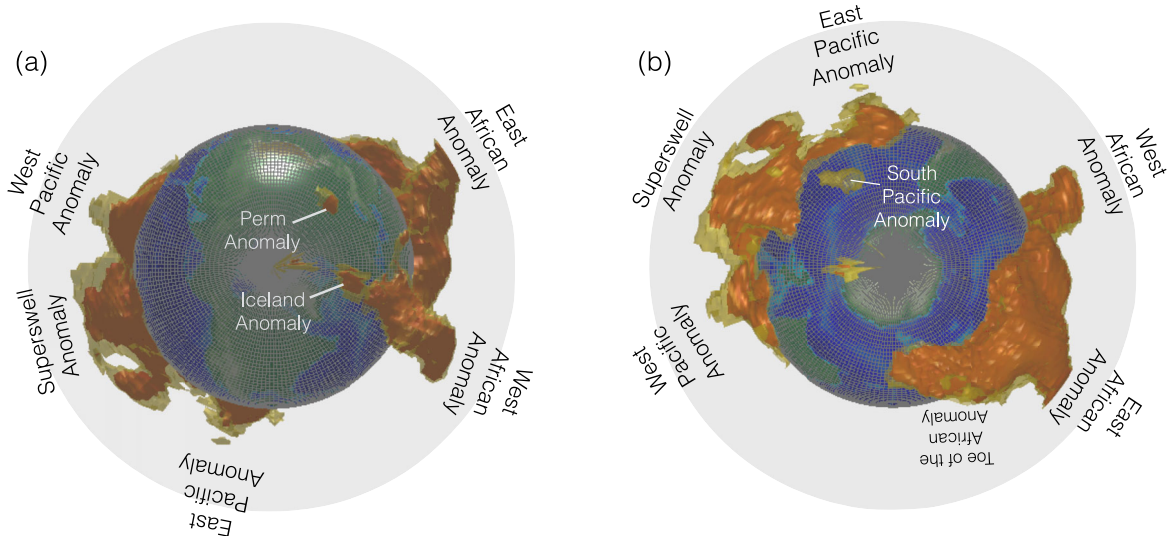 (a)
West
Pacific
Anomaly
East
African
Anomaly
Perm
Anomaly
Iceland
Anomaly
Superswell
Anomaly
West
African
Anomaly
East
Pacific
Anomaly
(b)
East
Pacific
Anomaly
Superswell
Anomaly
West
African
Anomaly
South
Pacific
Anomaly
West
Pacific
Anomaly
East
African
Anomaly
Toe of the
African
Anomaly